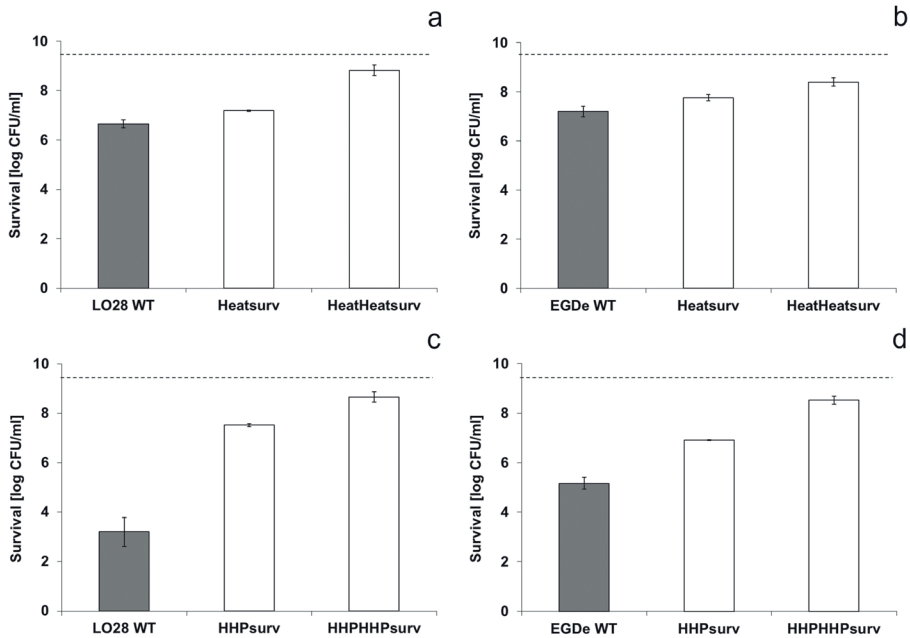 a
Survival [log CFU/ml]
10
8
6
4
2
0
LO28 WT
Heatsurv
HeatHeatsurv
b
Survival [log CFU/ml]
10
8
6
4
2
0
EGDe WT
Heatsurv
HeatHeatsurv
c
Survival [log CFU/ml]
10
8
6
4
2
0
LO28 WT
HHPsurv
HHPHHPsurv
d
Survival [log CFU/ml]
10
8
6
4
2
0
EGDe WT
HHPsurv
HHPHHPsurv